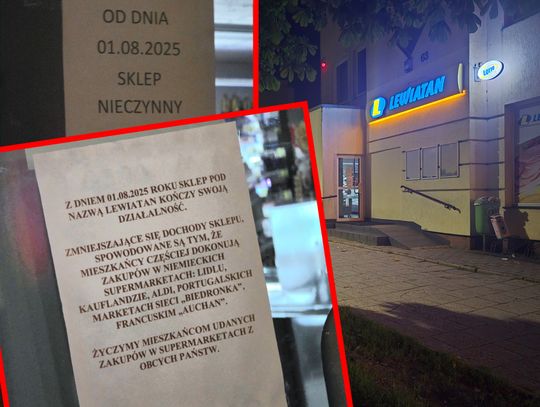 OD DNIA
01.08.2025
SKLEP
NIECZYNNY
Z DNIEM 01.08.2025 ROKU SKLEP POD
NAZWĄ LEWIATAN KOŃCZY SWOJĄ
DZIAŁALNOŚĆ.
ZMNIEJSZAJĄCE SIĘ DOCHODY SKLEPU,
SPOWODOWANE SĄ TYM, ŻE
MIESZKAŃCY CZĘŚCIEJ DOKONUJĄ
ZAKUPÓW W NIEMIECKICH
SUPERMARKETACH: LIDLU,
KAUFLANDZIE, ALDI, PORTUGALSKICH
MARKETACH SIECI „BIEDRONKA”,
FRANCUSKIM „AUCHAN”.
ŻYCZYMY MIESZKAŃCOM UDANYCH
ZAKUPÓW W SUPERMARKETACH Z
OBCYCH PAŃSTW.
68
L LEWIATAN